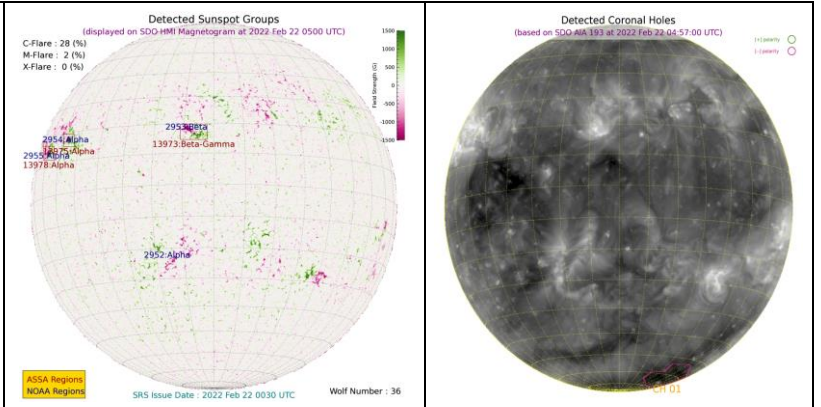 Detected Sunspot Groups
(displayed on SDO HMI Magnetogram at 2022 Feb 22 0500 UTC)
C-Flare : 28 (%)
M-Flare : 2 (%)
X-Flare : 0 (%)
1500
1000
500
0
-500
-1000
-1500
Field Strength (G)
2953:Beta
13973:Beta-Gamma
2954:Alpha
13975:Alpha
2955:Alpha
13978:Alpha
2952:Alpha
ASSA Regions
NOAA Regions
SRS Issue Date : 2022 Feb 22 0030 UTC
Wolf Number : 36
Detected Coronal Holes
(based on SDO AIA 193 at 2022 Feb 22 04:57:00 UTC)
(+) polarity
(-) polarity
CH 01